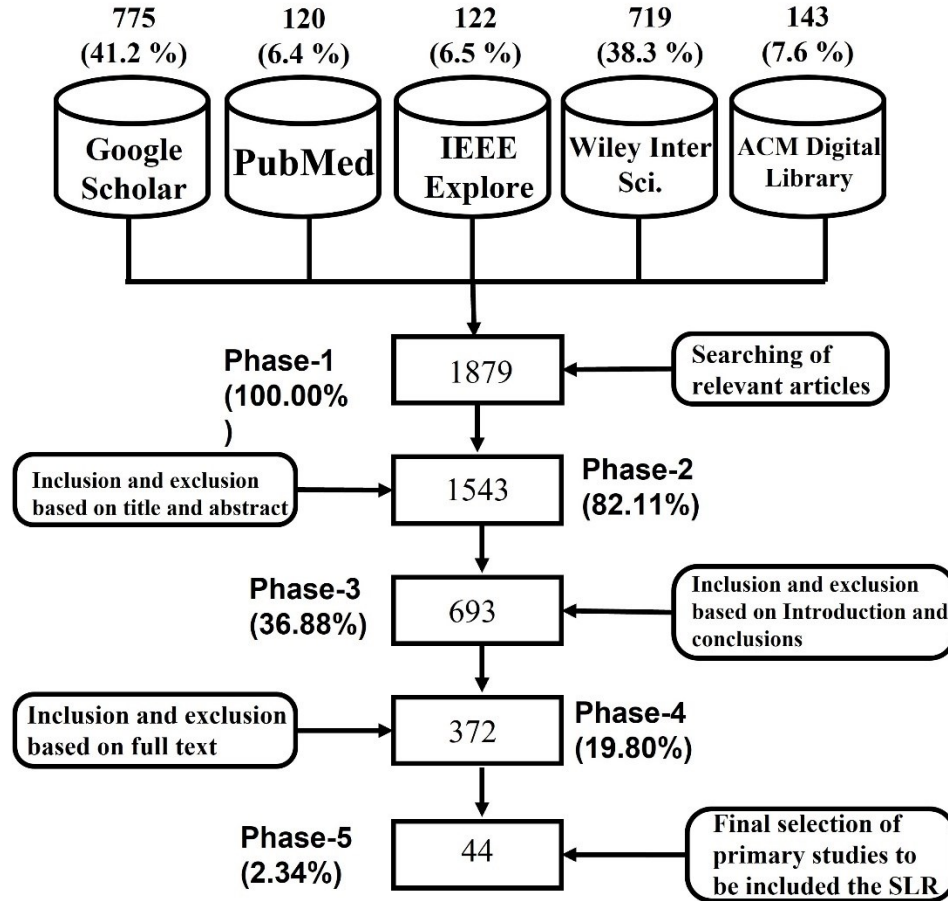 775
(41.2 %)
120
(6.4 %)
122
(6.5 %)
719
(38.3 %)
143
(7.6 %)
Google
Scholar
PubMed
IEEE
Explore
Wiley Inter
Sci.
ACM Digital
Library
Phase-1
(100.00%
)
1879
Searching of
relevant articles
Inclusion and exclusion
based on title and abstract
1543
Phase-2
(82.11%)
Phase-3
(36.88%)
693
Inclusion and exclusion
based on Introduction and
conclusions
Inclusion and exclusion
based on full text
372
Phase-4
(19.80%)
Phase-5
(2.34%)
44
Final selection of
primary studies to
be included the SLR